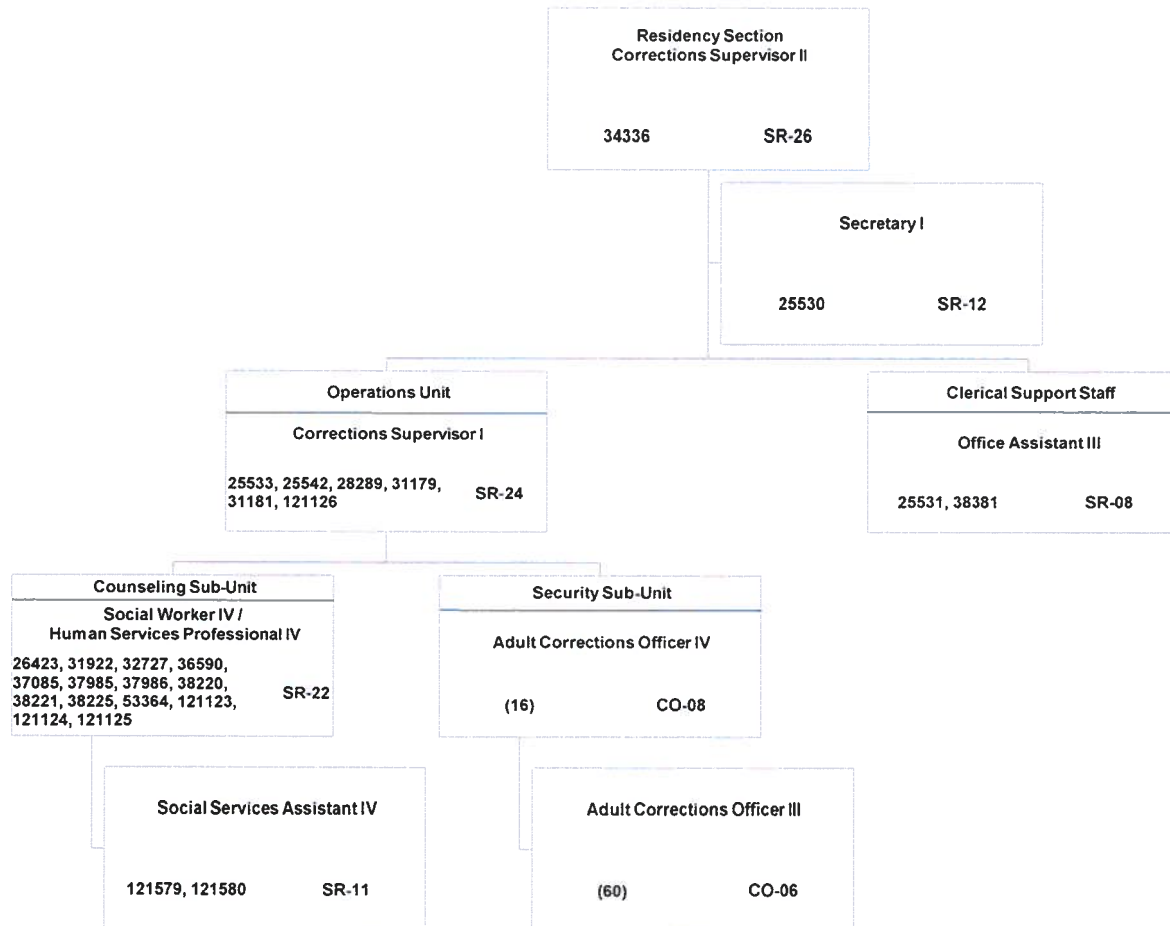 Residency Section
Corrections Supervisor II
34336 SR-26
Secretary I
25530 SR-12
Operations Unit
Corrections Supervisor I
25533, 25542, 28289, 31179,
31181, 121126
SR-24
Clerical Support Staff
Office Assistant III
25531, 38381 SR-08
Counseling Sub-Unit
Social Worker IV /
Human Services Professional IV
26423, 31922, 32727, 36590,
37085, 37985, 37986, 38220,
38221, 38225, 53364, 121123,
121124, 121125
SR-22
Security Sub-Unit
Adult Corrections Officer IV
(16) CO-08
Social Services Assistant IV
121579, 121580 SR-11
Adult Corrections Officer III
(60) CO-06